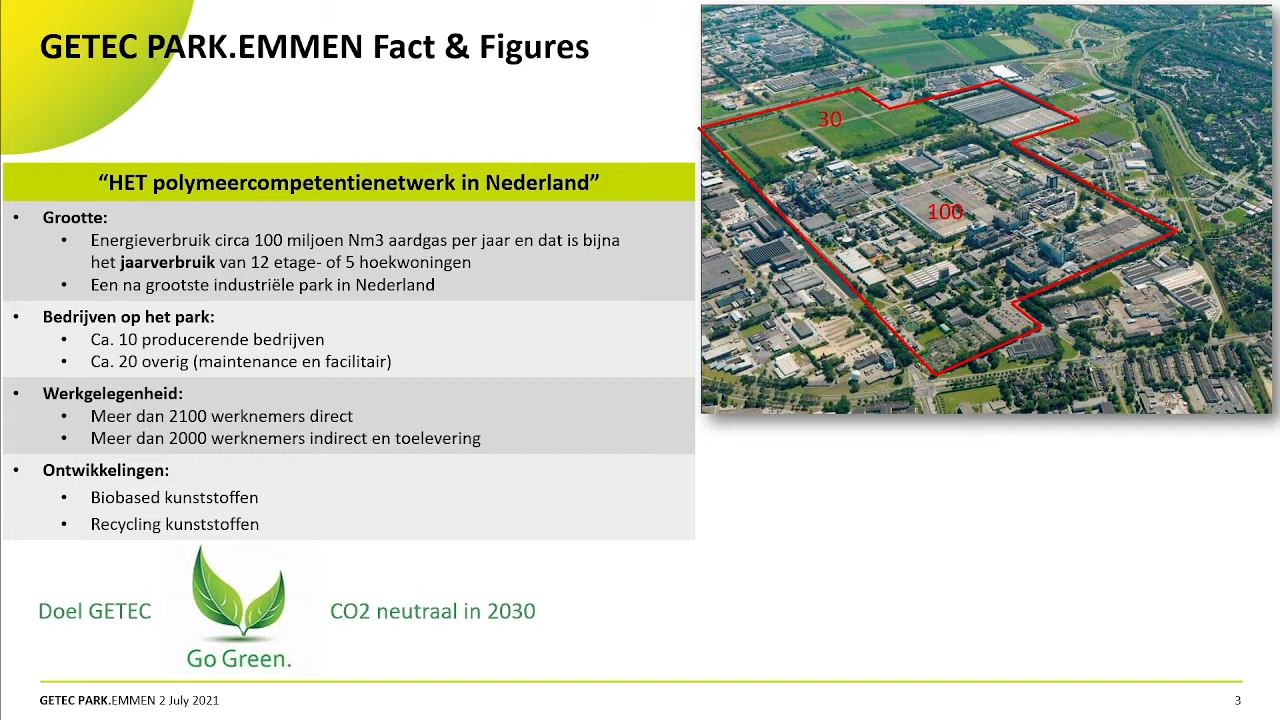 GETEC PARK.EMMEN Fact & Figures
30
100
“HET polymeercompetentienetwerk in Nederland”
• Grootte:
• Energieverbruik circa 100 miljoen Nm3 aardgas per jaar en dat is bijna
het jaarverbruik van 12 etage- of 5 hoekwoningen
• Een na grootste industriële park in Nederland
• Bedrijven op het park:
• Ca. 10 producerende bedrijven
• Ca. 20 overig (maintenance en facilitair)
• Werkgelegenheid:
• Meer dan 2100 werknemers direct
• Meer dan 2000 werknemers indirect en toelevering
• Ontwikkelingen:
• Biobased kunststoffen
• Recycling kunststoffen
Doel GETEC
CO2 neutraal in 2030
Go Green.
GETEC PARK.EMMEN 2 July 2021
3